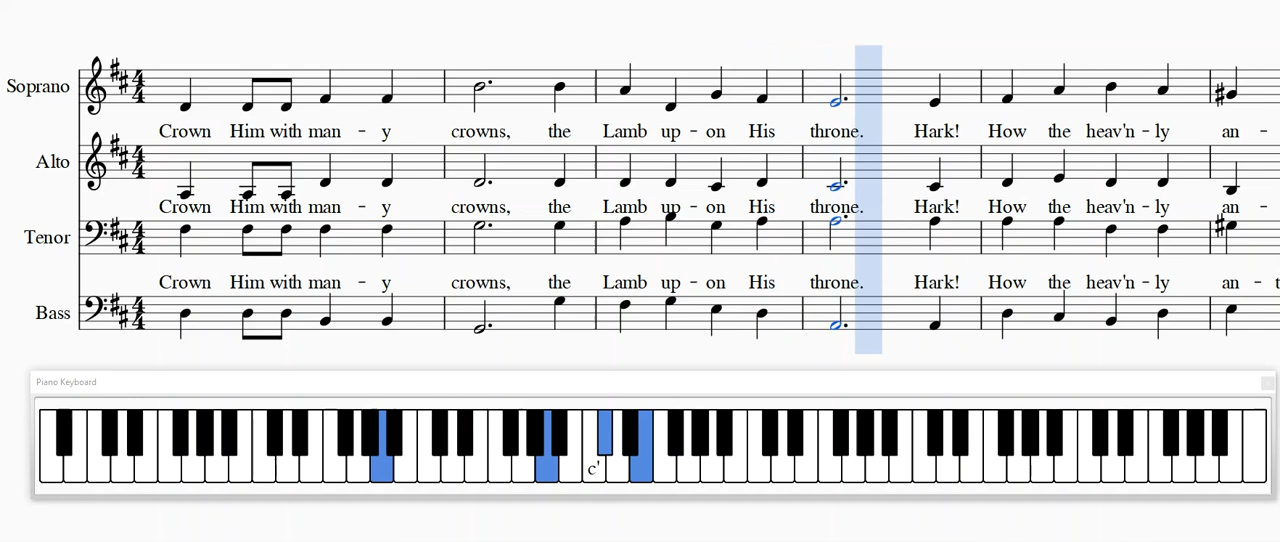 Soprano
Crown Him with man - y crowns, the Lamb up - on His throne. Hark! How the heav'n - ly an -
Alto
Crown Him with man - y crowns, the Lamb up - on His throne. Hark! How the heav'n - ly an -
Tenor
Crown Him with man - y crowns, the Lamb up - on His throne. Hark! How the heav'n - ly an - t
Bass
Piano Keyboard
c'